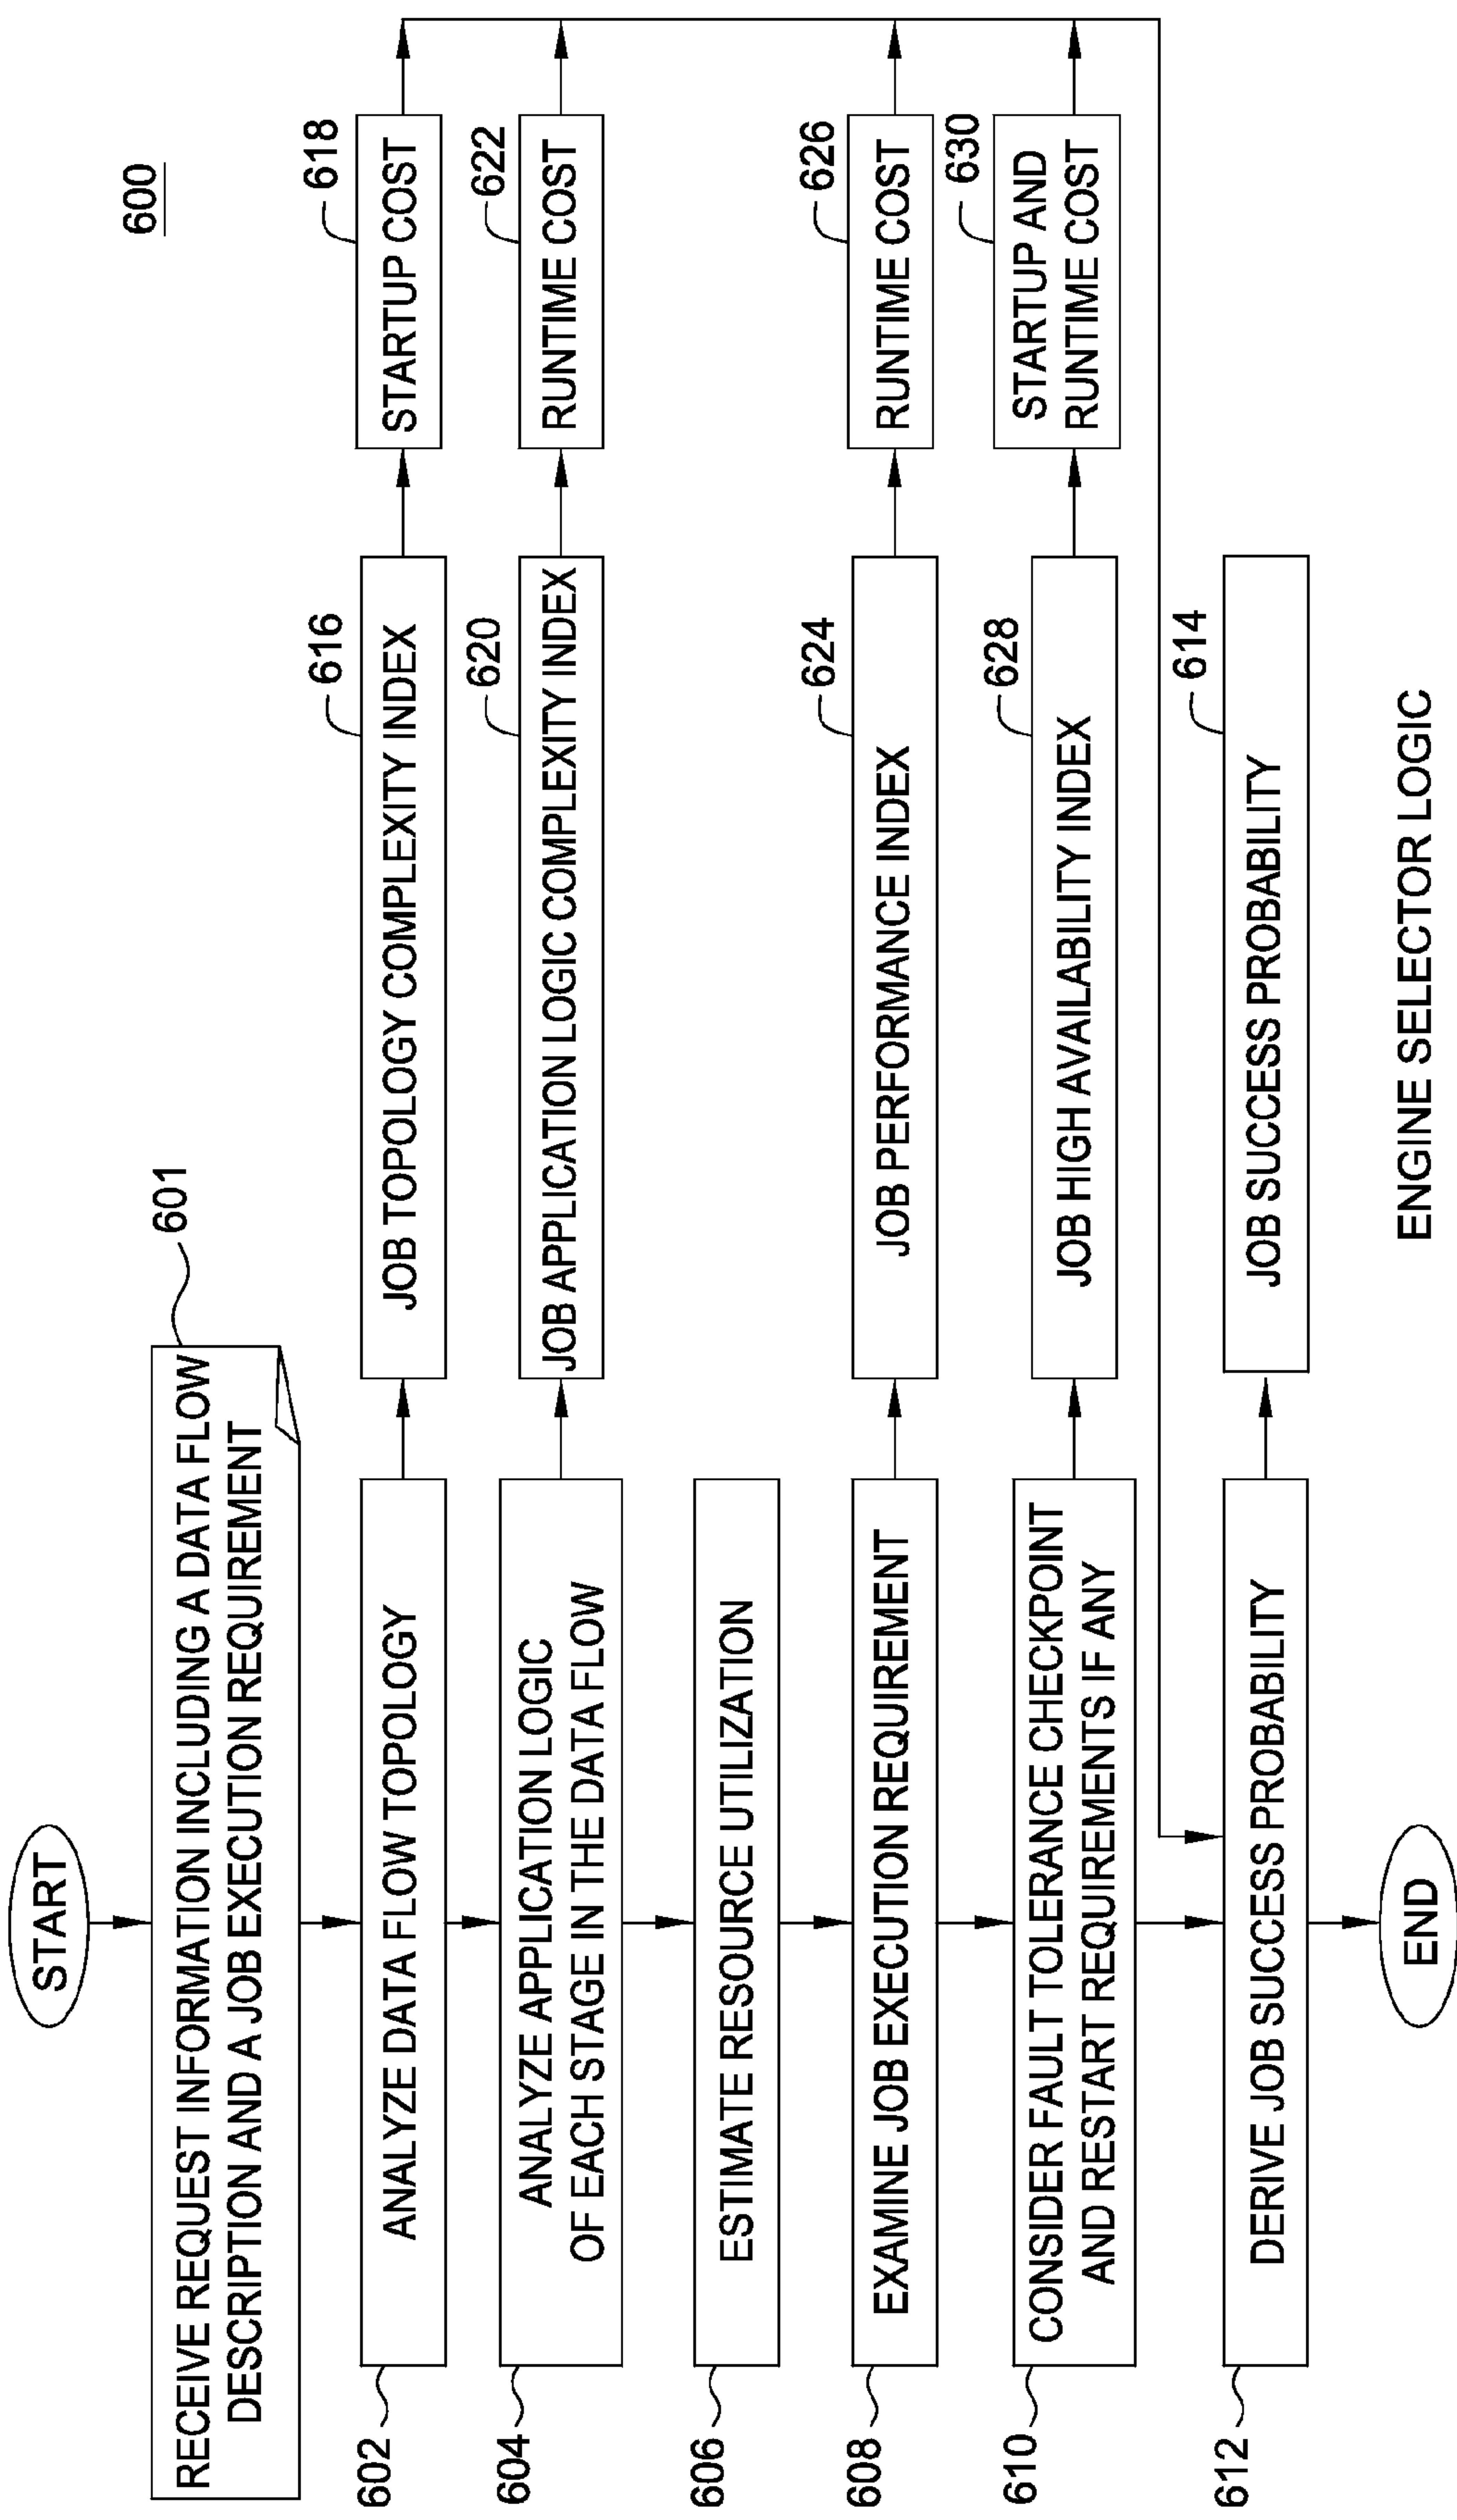 600
START
RECEIVE REQUEST INFORMATION INCLUDING A DATA FLOW
DESCRIPTION AND A JOB EXECUTION REQUIREMENT
601
602
ANALYZE DATA FLOW TOPOLOGY
616
JOB TOPOLOGY COMPLEXITY INDEX
618
STARTUP COST
604
ANALYZE APPLICATION LOGIC
OF EACH STAGE IN THE DATA FLOW
620
JOB APPLICATION LOGIC COMPLEXITY INDEX
622
RUNTIME COST
606
ESTIMATE RESOURCE UTILIZATION
608
EXAMINE JOB EXECUTION REQUIREMENT
624
JOB PERFORMANCE INDEX
626
RUNTIME COST
610
CONSIDER FAULT TOLERANCE CHECKPOINT
AND RESTART REQUIREMENTS IF ANY
628
JOB HIGH AVAILABILITY INDEX
630
STARTUP AND
RUNTIME COST
612
DERIVE JOB SUCCESS PROBABILITY
614
JOB SUCCESS PROBABILITY
END
ENGINE SELECTOR LOGIC